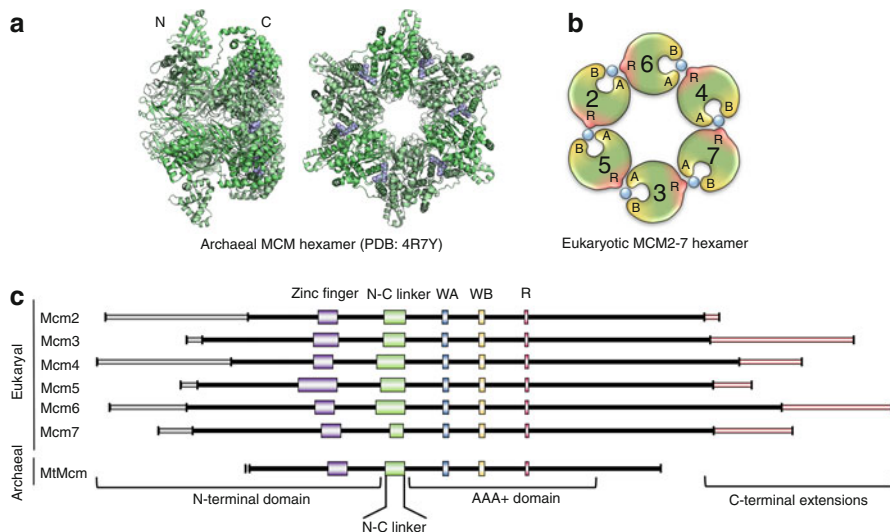 a
N
C
Archaeal MCM hexamer (PDB: 4R7Y)
b
6
R
B
A
4
R
A
B
7
A
B
R
3
A
B
R
5
B
A
R
2
B
A
R
Eukaryotic MCM2-7 hexamer
c
Zinc finger N-C linker WA WB R
Eukaryal
Mcm2
Mcm3
Mcm4
Mcm5
Mcm6
Mcm7
Archaeal
MtMcm
N-terminal domain
AAA+ domain
C-terminal extensions
N-C linker